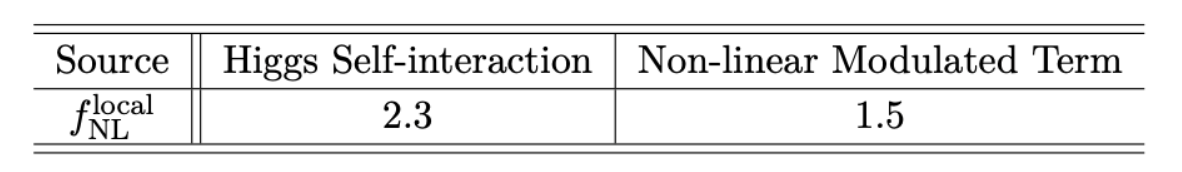 Source Higgs Self-interaction Non-linear Modulated Term
f_NL^local 2.3 1.5